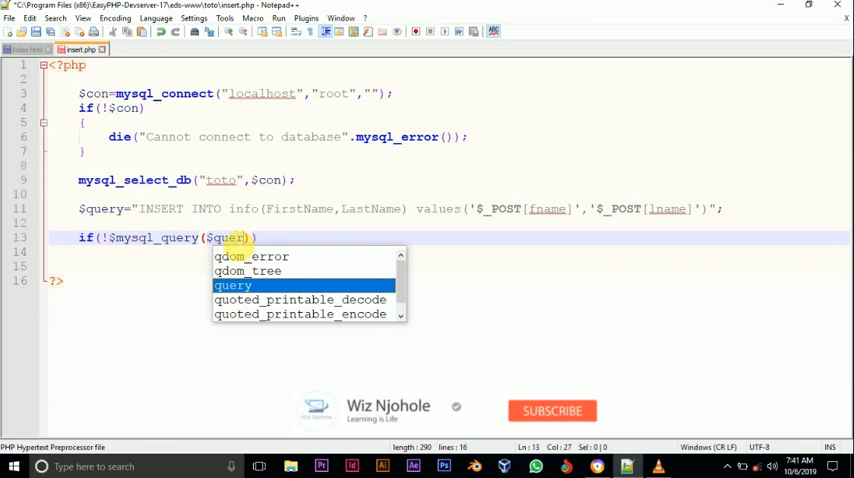 *C:\Program Files (x86)\EasyPHP-Devserver-17\eds-www\toto\insert.php - Notepad++
File Edit Search View Encoding Language Settings Tools Macro Run Plugins Window ?
index.html insert.php
1 <?php
2
3 $con=mysql_connect("localhost","root","");
4 if(!$con)
5 {
6 die("Cannot connect to database".mysql_error());
7 }
8
9 mysql_select_db("toto",$con);
10
11 $query="INSERT INTO info(FirstName,LastName) values('$_POST[fname]','$_POST[lname]')";
12
13 if(!$mysql_query($quer))
14
15
16 ?>
qdom_error
qdom_tree
query
quoted_printable_decode
quoted_printable_encode
Wiz Njohole
Learning is Life
SUBSCRIBE
PHP Hypertext Preprocessor file length : 290 lines : 16 Ln : 13 Col : 27 Sel : 0 | 0 Windows (CR LF) UTF-8 INS
Type here to search
7:41 AM
10/6/2019